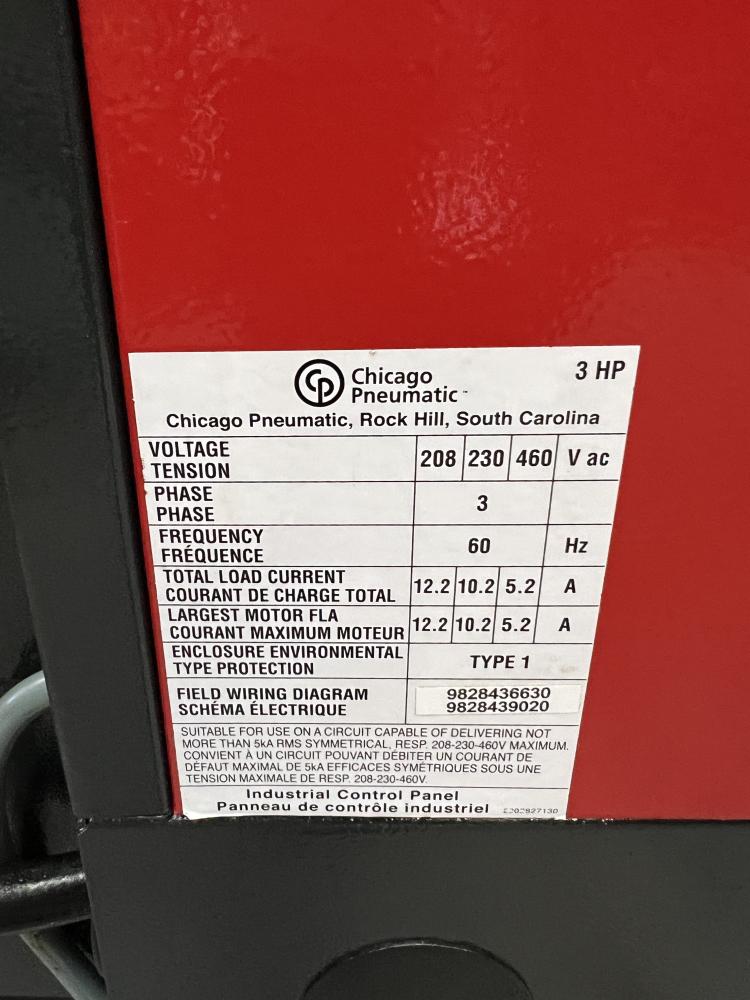 CP Chicago Pneumatic™
3 HP
Chicago Pneumatic, Rock Hill, South Carolina
VOLTAGE 208 230 460 V ac
TENSION
PHASE 3
PHASE
FREQUENCY 60 Hz
FRÉQUENCE
TOTAL LOAD CURRENT 12.2 10.2 5.2 A
COURANT DE CHARGE TOTAL
LARGEST MOTOR FLA 12.2 10.2 5.2 A
COURANT MAXIMUM MOTEUR
ENCLOSURE ENVIRONMENTAL TYPE 1
TYPE PROTECTION
FIELD WIRING DIAGRAM 9828436630
SCHÉMA ÉLECTRIQUE 9828439020
SUITABLE FOR USE ON A CIRCUIT CAPABLE OF DELIVERING NOT
MORE THAN 5kA RMS SYMMETRICAL, RESP. 208-230-460V MAXIMUM.
CONVIENT À UN CIRCUIT POUVANT DÉBITER UN COURANT DE
DÉFAUT MAXIMAL DE 5kA EFFICACES SYMÉTRIQUES SOUS UNE
TENSION MAXIMALE DE RESP. 208-230-460V.
Industrial Control Panel
Panneau de contrôle industriel